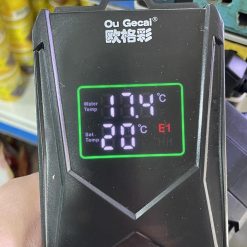 Ou Gecai®
欧格彩
Water Temp 17.4 °C
Set Temp 20 °C E1